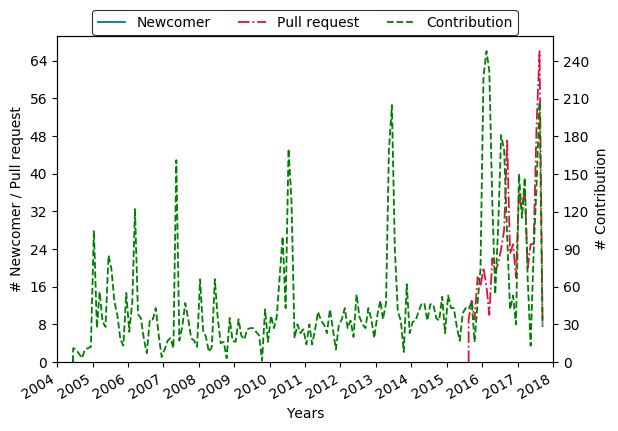 Newcomer Pull request Contribution
# Newcomer / Pull request
0 8 16 24 32 40 48 56 64
# Contribution
0 30 60 90 120 150 180 210 240
2004 2005 2006 2007 2008 2009 2010 2011 2012 2013 2014 2015 2016 2017 2018
Years